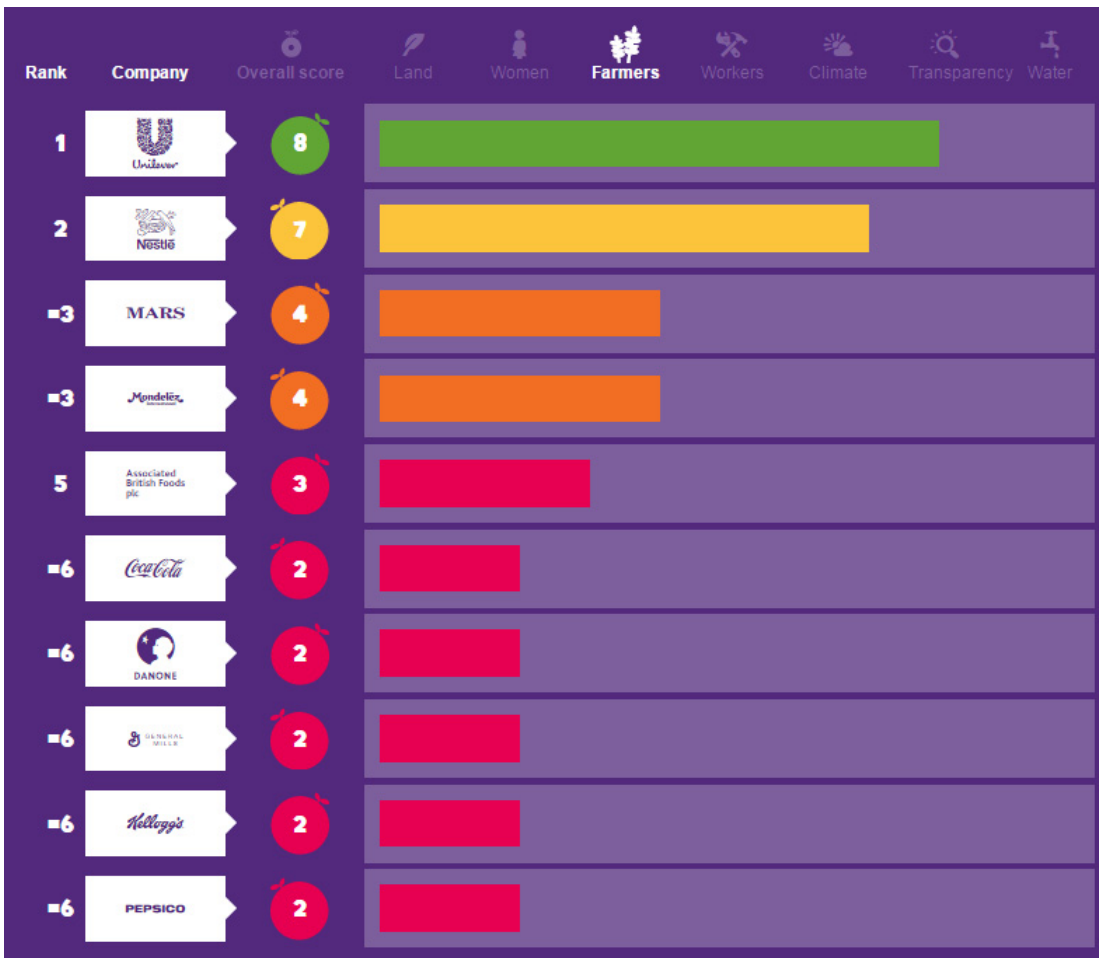 Rank Company Overall score Land Women Farmers Workers Climate Transparency Water
1 Unilever 8
2 Nestlē 7
=3 MARS 4
=3 Mondelēz 4
5 Associated
British Foods
plc 3
=6 Coca-Cola 2
=6 DANONE 2
=6 G GENERAL
MILLS 2
=6 Kellogg's 2
=6 PEPSICO 2